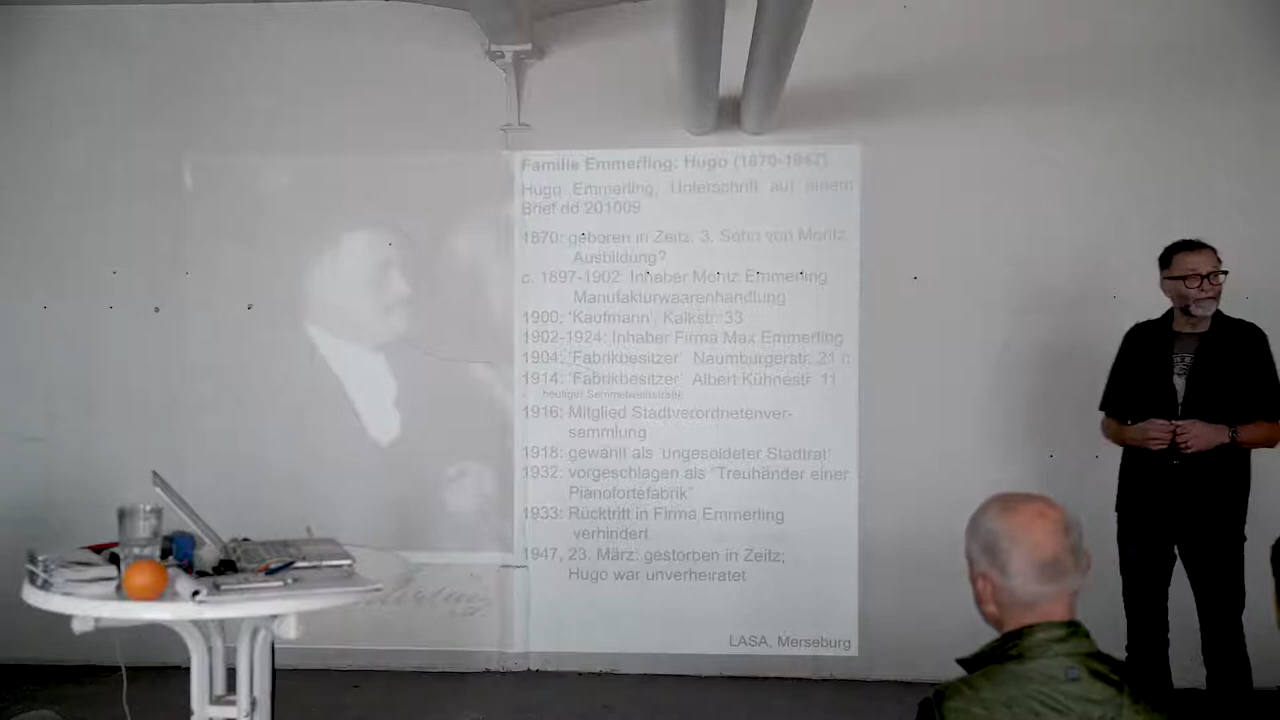 Familie Emmerling: Hugo (1870-1947)
Hugo Emmerling, Unterschrift auf einem
Brief dd 201009
1870: geboren in Zeitz, 3. Sohn von Moritz
Ausbildung?
c. 1897-1902: Inhaber Moritz Emmerling
Manufakturwaarenhandlung
1900: 'Kaufmann', Kalkstr. 33
1902-1924: Inhaber Firma Max Emmerling
1904: 'Fabrikbesitzer' Naumburgerstr. 21
1914: 'Fabrikbesitzer' Albert Kühnestr. 11
heutiger
1916: Mitglied Stadtverordnetenver-
sammlung
1918: gewählt als 'ungesoldeter Stadtrat'
1932: vorgeschlagen als "Treuhänder einer
Pianofortefabrik"
1933: Rücktritt in Firma Emmerling
verhindert
1947, 23. März: gestorben in Zeitz;
Hugo war unverheiratet
LASA, Merseburg